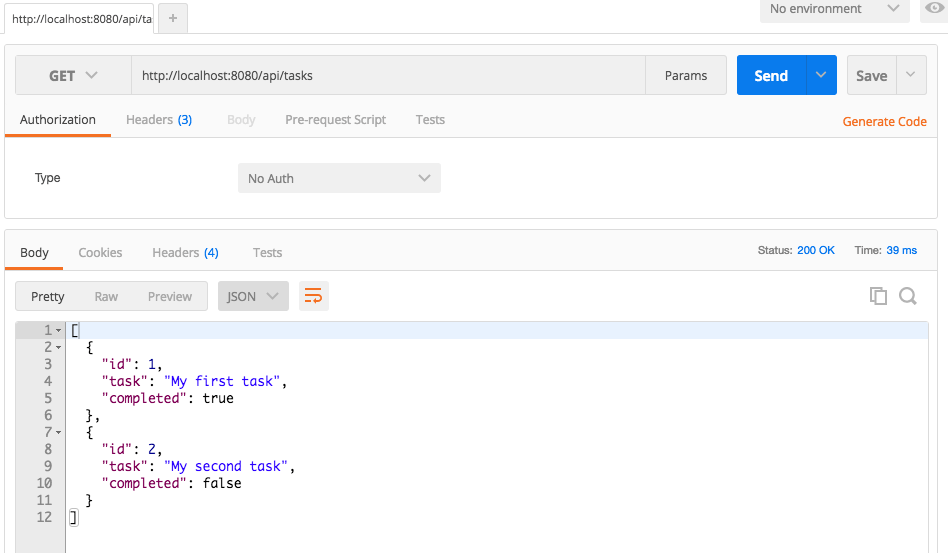 http://localhost:8080/api/ta
+
No environment
GET
http://localhost:8080/api/tasks
Params
Send
Save
Authorization
Headers (3)
Body
Pre-request Script
Tests
Generate Code
Type
No Auth
Body
Cookies
Headers (4)
Tests
Status: 200 OK
Time: 39 ms
Pretty
Raw
Preview
JSON
1 [
2 {
3 "id": 1,
4 "task": "My first task",
5 "completed": true
6 },
7 {
8 "id": 2,
9 "task": "My second task",
10 "completed": false
11 }
12 ]